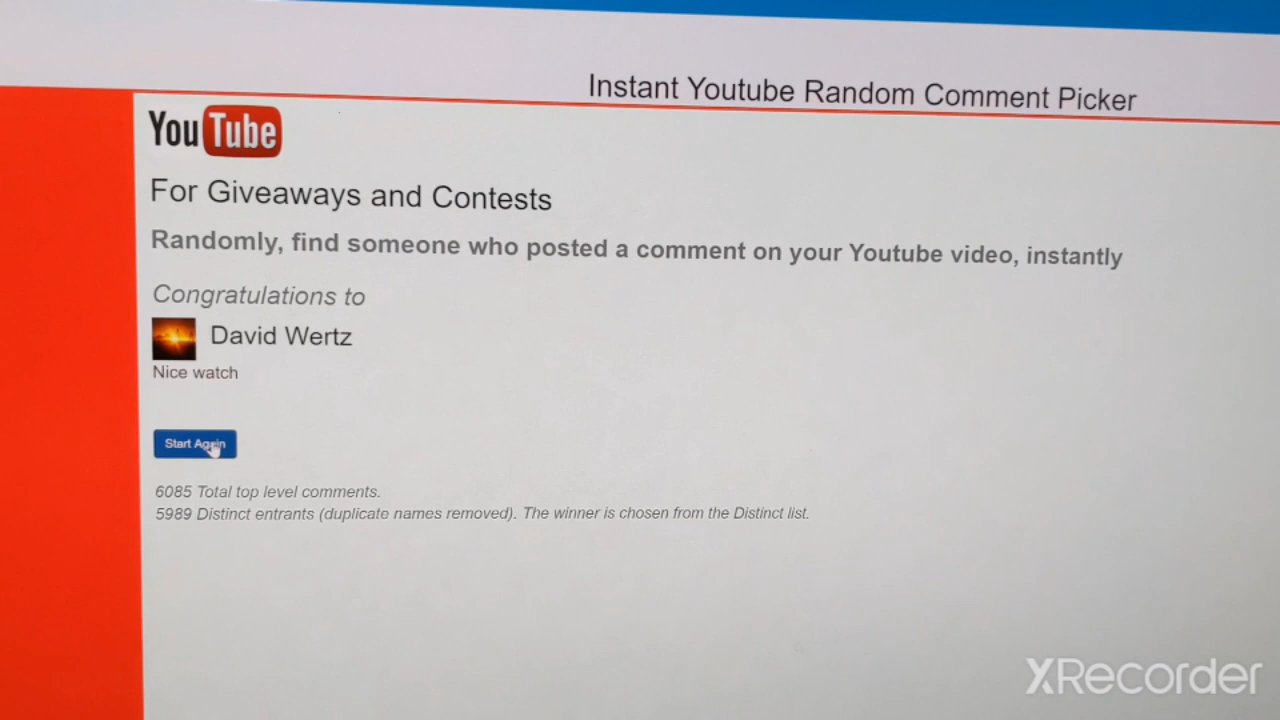 Instant Youtube Random Comment Picker
YouTube
For Giveaways and Contests
Randomly, find someone who posted a comment on your Youtube video, instantly
Congratulations to
David Wertz
Nice watch
Start Again
6085 Total top level comments.
5989 Distinct entrants (duplicate names removed). The winner is chosen from the Distinct list.
XRecorder